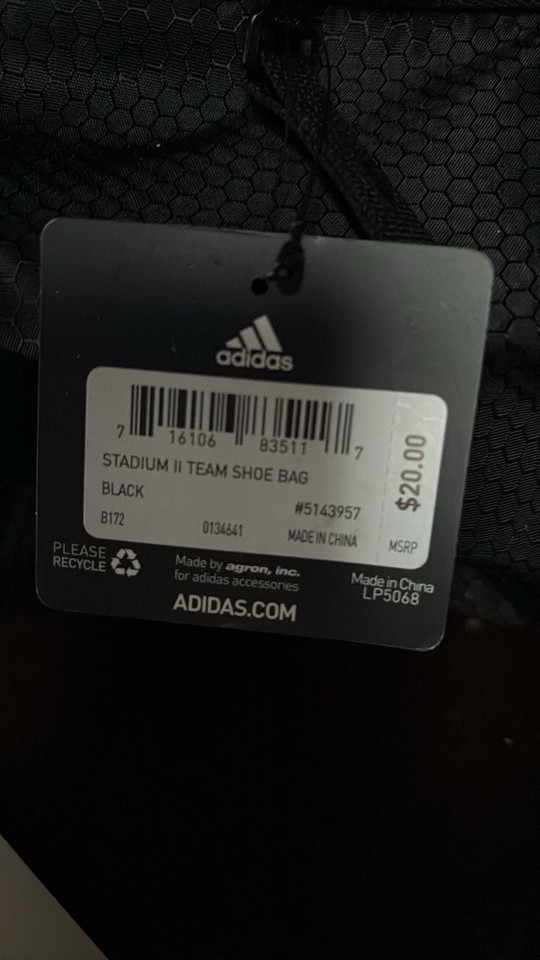 adidas
7 16106 83511 7
STADIUM II TEAM SHOE BAG
BLACK
#5143957
B172 0134641 MADE IN CHINA
$20.00
MSRP
PLEASE
RECYCLE
Made by agron, inc.
for adidas accessories
ADIDAS.COM
Made in China
LP5068